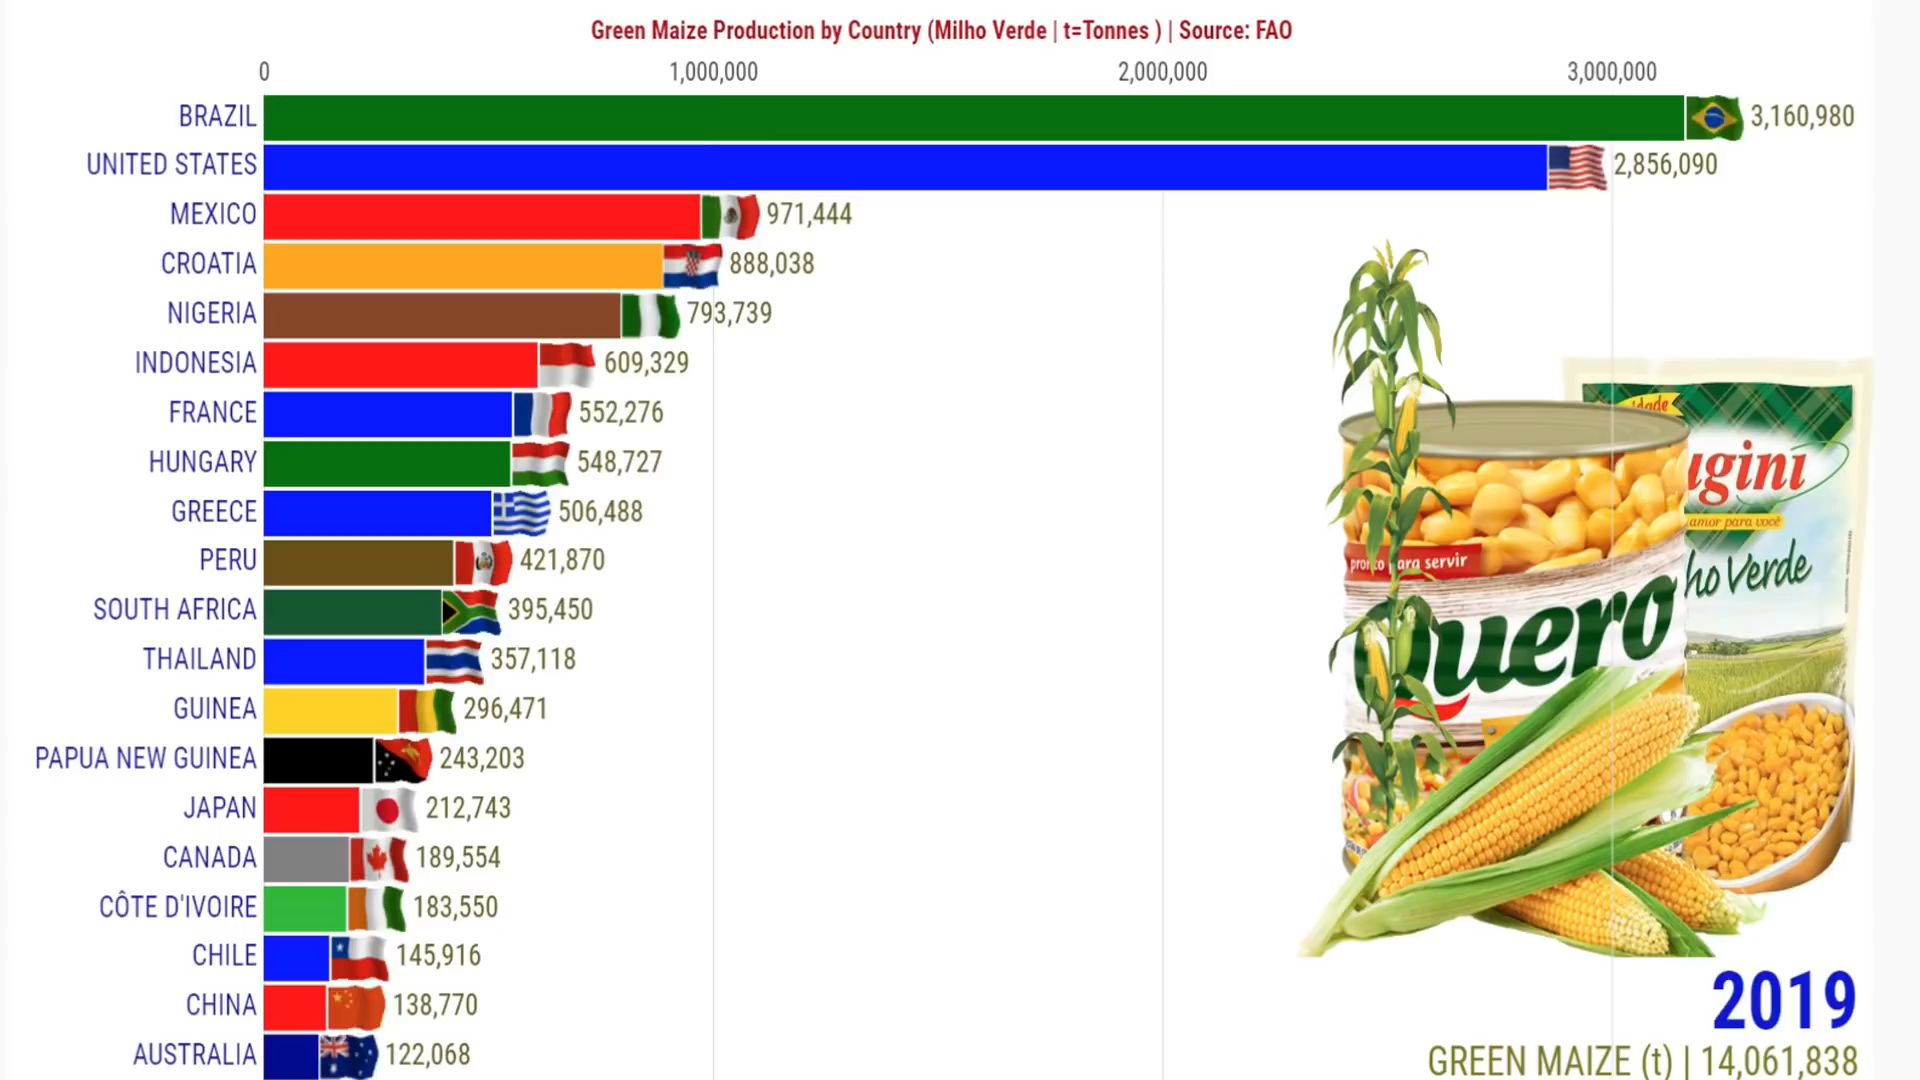 Green Maize Production by Country (Milho Verde | t=Tonnes ) | Source: FAO
0 1,000,000 2,000,000 3,000,000
BRAZIL 3,160,980
UNITED STATES 2,856,090
MEXICO 971,444
CROATIA 888,038
NIGERIA 793,739
INDONESIA 609,329
FRANCE 552,276
HUNGARY 548,727
GREECE 506,488
PERU 421,870
SOUTH AFRICA 395,450
THAILAND 357,118
GUINEA 296,471
PAPUA NEW GUINEA 243,203
JAPAN 212,743
CANADA 189,554
CÔTE D'IVOIRE 183,550
CHILE 145,916
CHINA 138,770
AUSTRALIA 122,068
ugini
amor para você
ho Verde
pronto para servir
Quero
2019
GREEN MAIZE (t) | 14,061,838